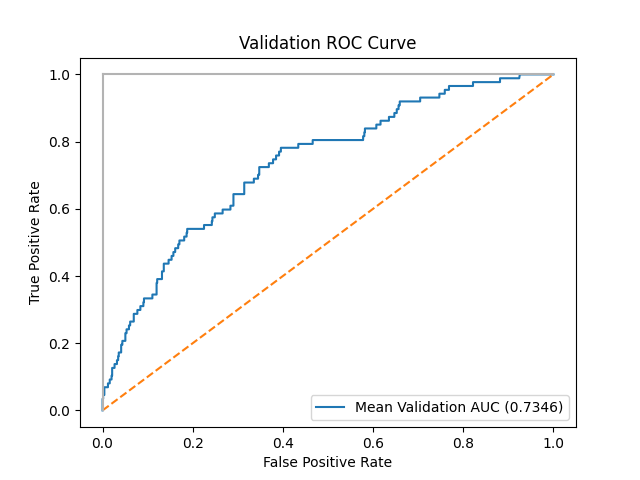 Validation ROC Curve
True Positive Rate
1.0
0.8
0.6
0.4
0.2
0.0
Mean Validation AUC (0.7346)
0.0 0.2 0.4 0.6 0.8 1.0
False Positive Rate